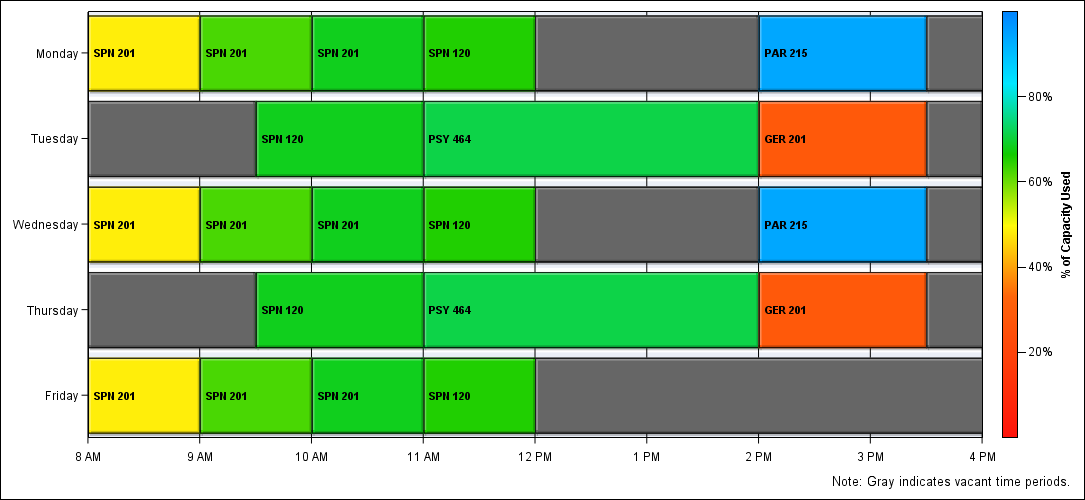 Monday
SPN 201
SPN 201
SPN 201
SPN 120
PAR 215
Tuesday
SPN 120
PSY 464
GER 201
Wednesday
SPN 201
SPN 201
SPN 201
SPN 120
PAR 215
Thursday
SPN 120
PSY 464
GER 201
Friday
SPN 201
SPN 201
SPN 201
SPN 120
8 AM
9 AM
10 AM
11 AM
12 PM
1 PM
2 PM
3 PM
4 PM
80%
60%
40%
20%
% of Capacity Used
Note: Gray indicates vacant time periods.